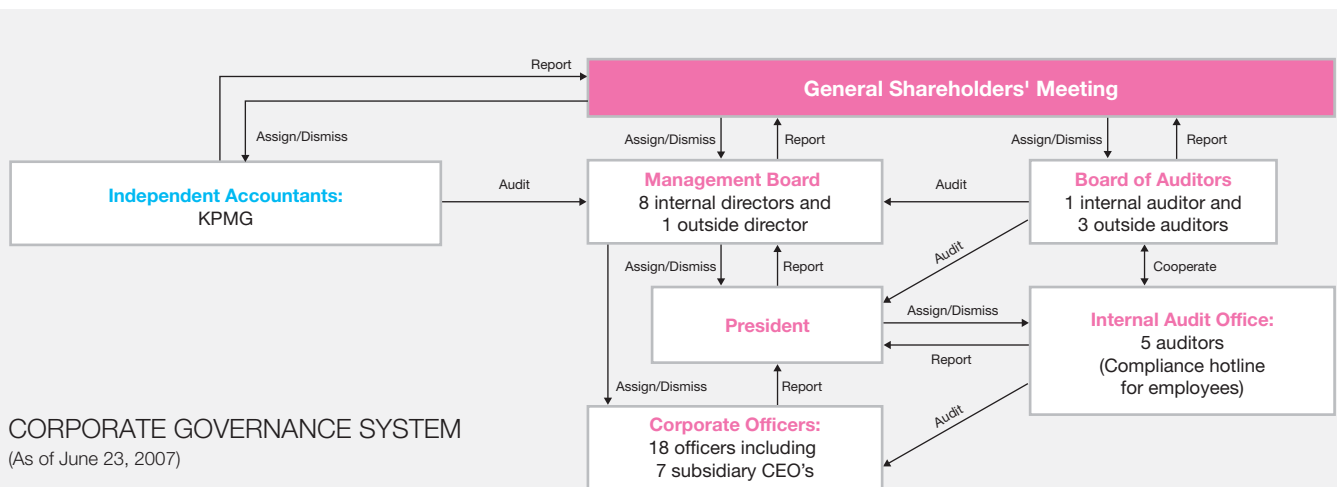 Report
General Shareholders' Meeting
Assign/Dismiss
Assign/Dismiss
Report
Assign/Dismiss
Report
Independent Accountants:
KPMG
Audit
Management Board
8 internal directors and
1 outside director
Audit
Board of Auditors
1 internal auditor and
3 outside auditors
Assign/Dismiss
Report
Audit
Cooperate
President
Assign/Dismiss
Report
Internal Audit Office:
5 auditors
(Compliance hotline
for employees)
Assign/Dismiss
Report
Audit
Corporate Officers:
18 officers including
7 subsidiary CEO's
CORPORATE GOVERNANCE SYSTEM
(As of June 23, 2007)